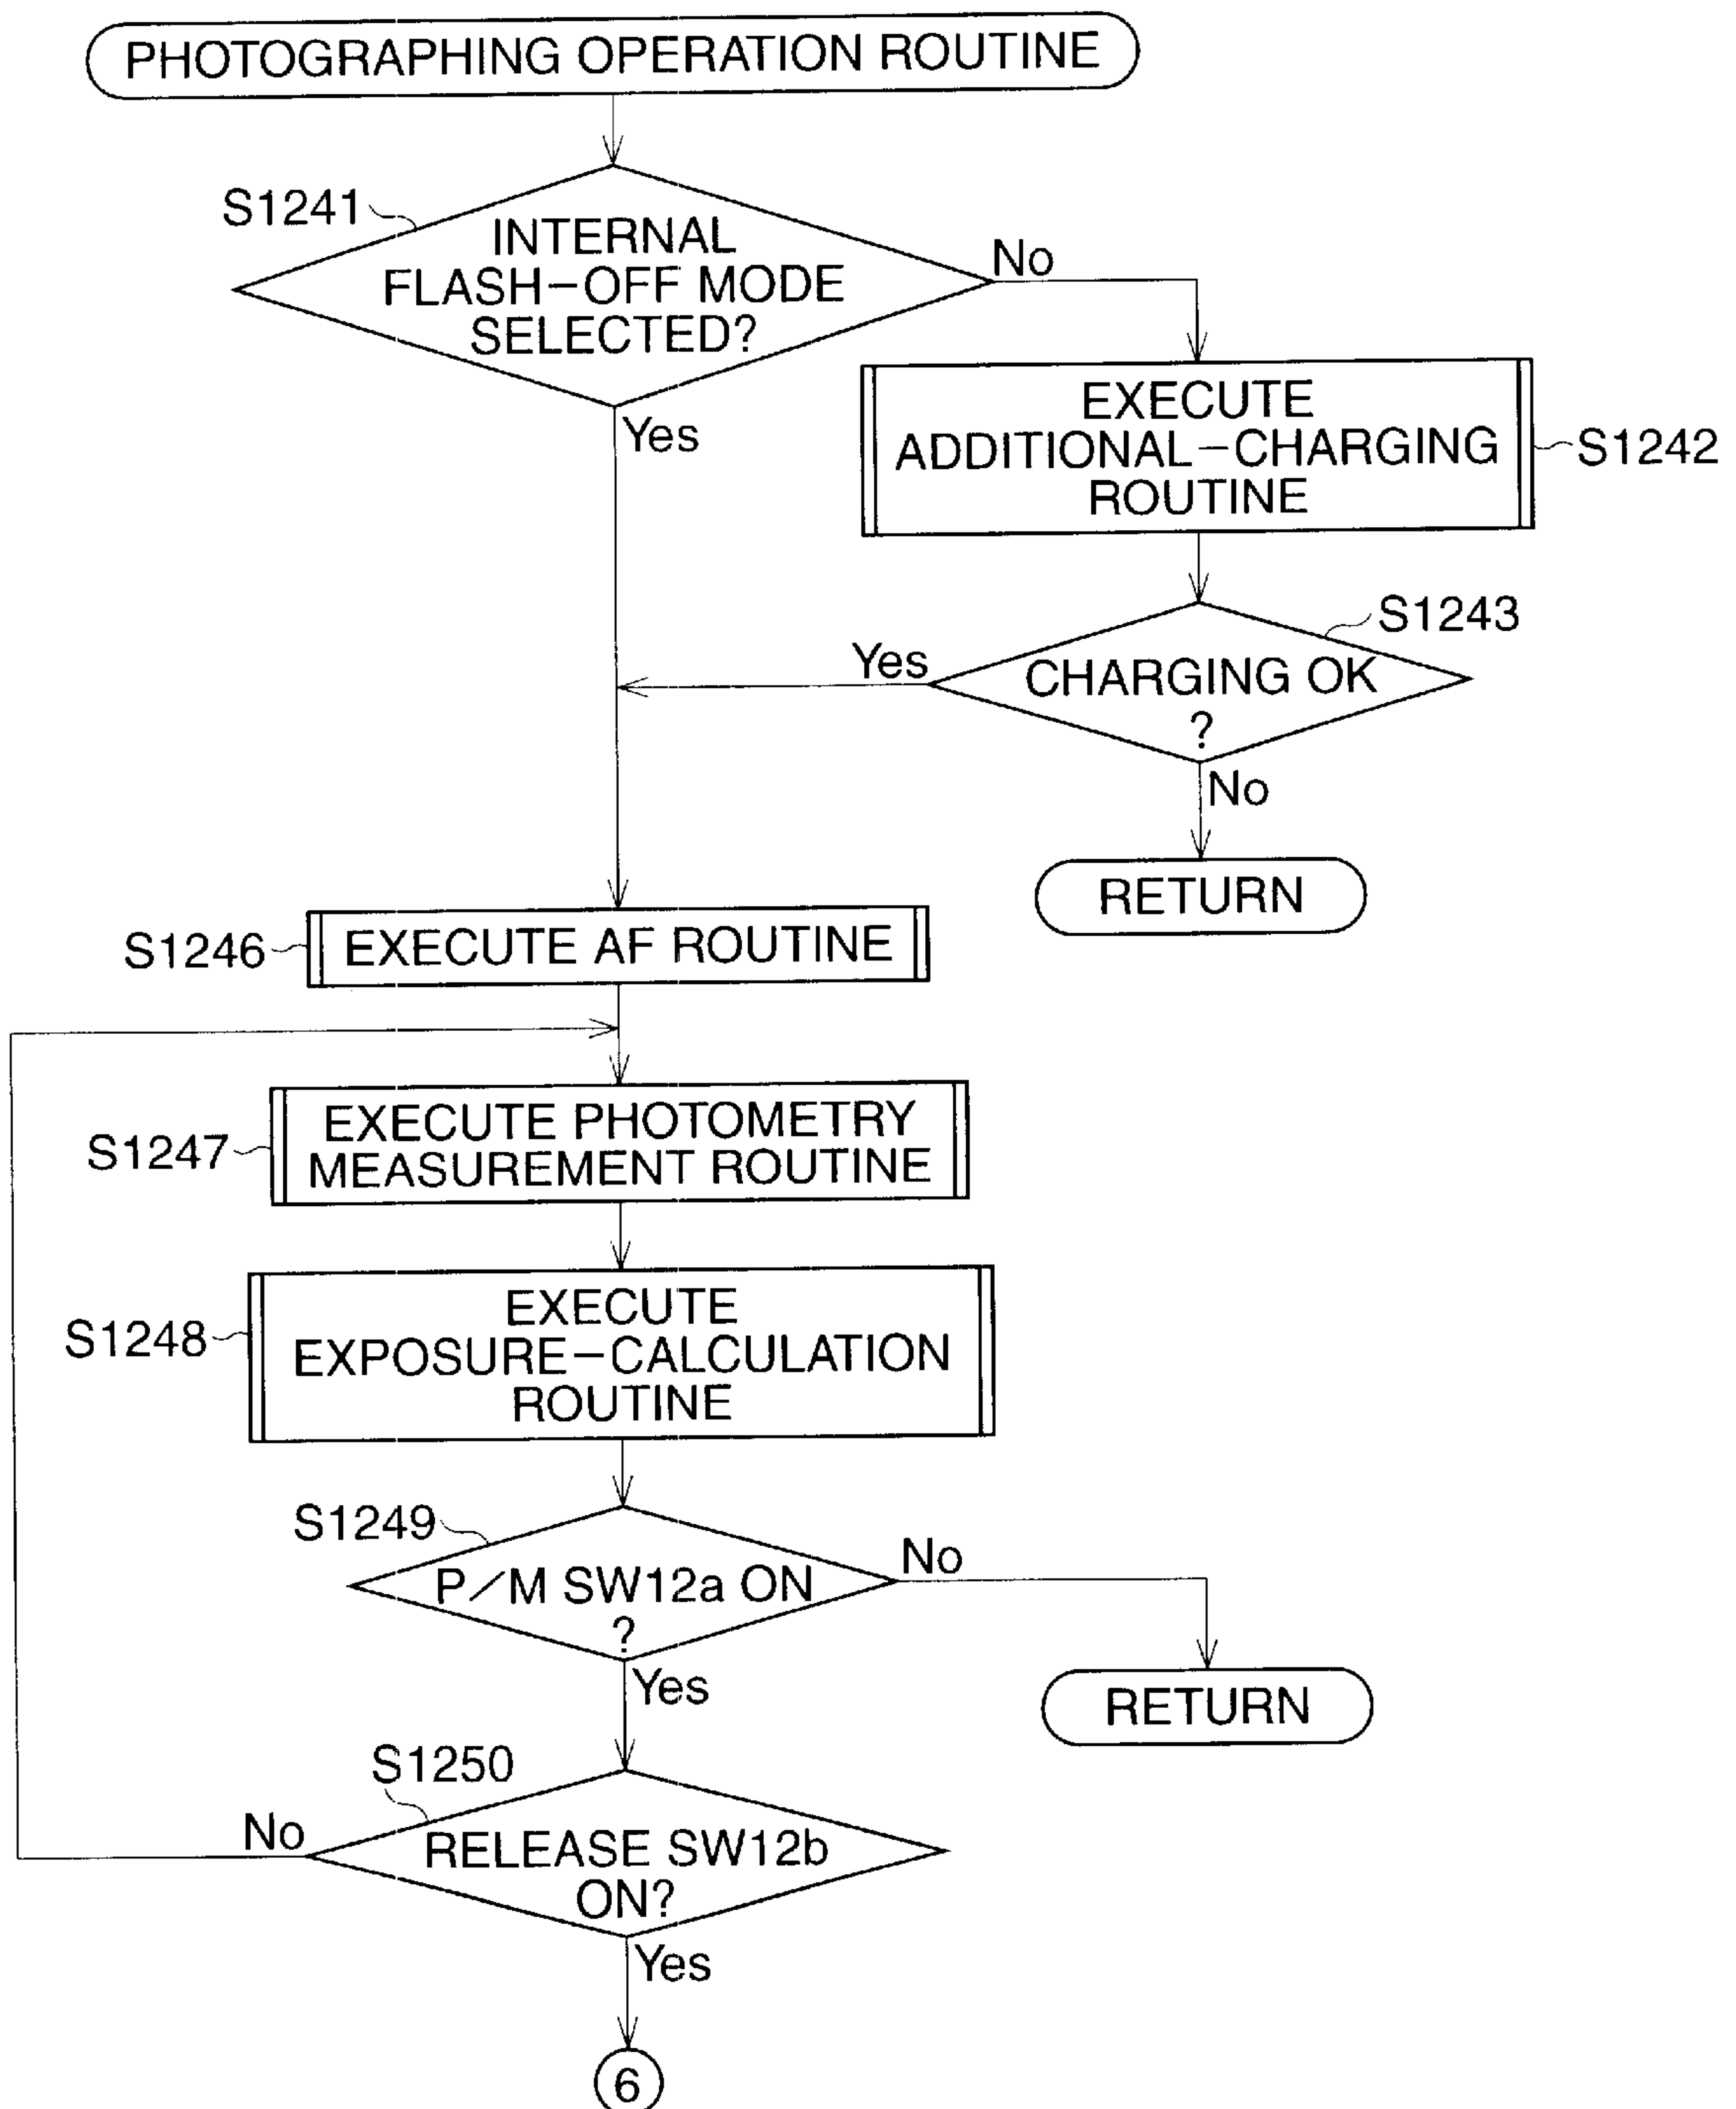 PHOTOGRAPHING OPERATION ROUTINE
S1241
INTERNAL
FLASH-OFF MODE
SELECTED?
No
Yes
EXECUTE
ADDITIONAL-CHARGING
ROUTINE
S1242
S1243
Yes
CHARGING OK
?
No
RETURN
S1246
EXECUTE AF ROUTINE
S1247
EXECUTE PHOTOMETRY
MEASUREMENT ROUTINE
S1248
EXECUTE
EXPOSURE-CALCULATION
ROUTINE
S1249
P/M SW12a ON
?
No
Yes
RETURN
S1250
No
RELEASE SW12b
ON?
Yes
6